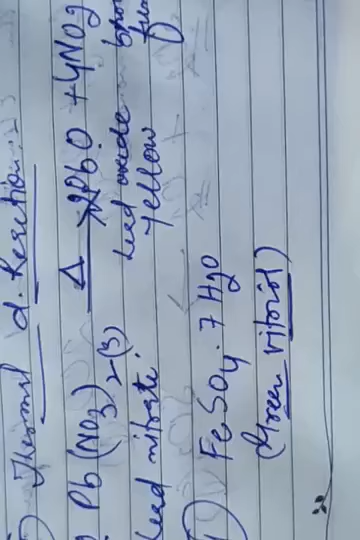 Thermal d. Reaction
Pb(NO3)2(s) Δ→ 2PbO + 4NO2
Lead nitrate Lead oxide
yellow
FeSO4. 7H2O
(Green vitriol)